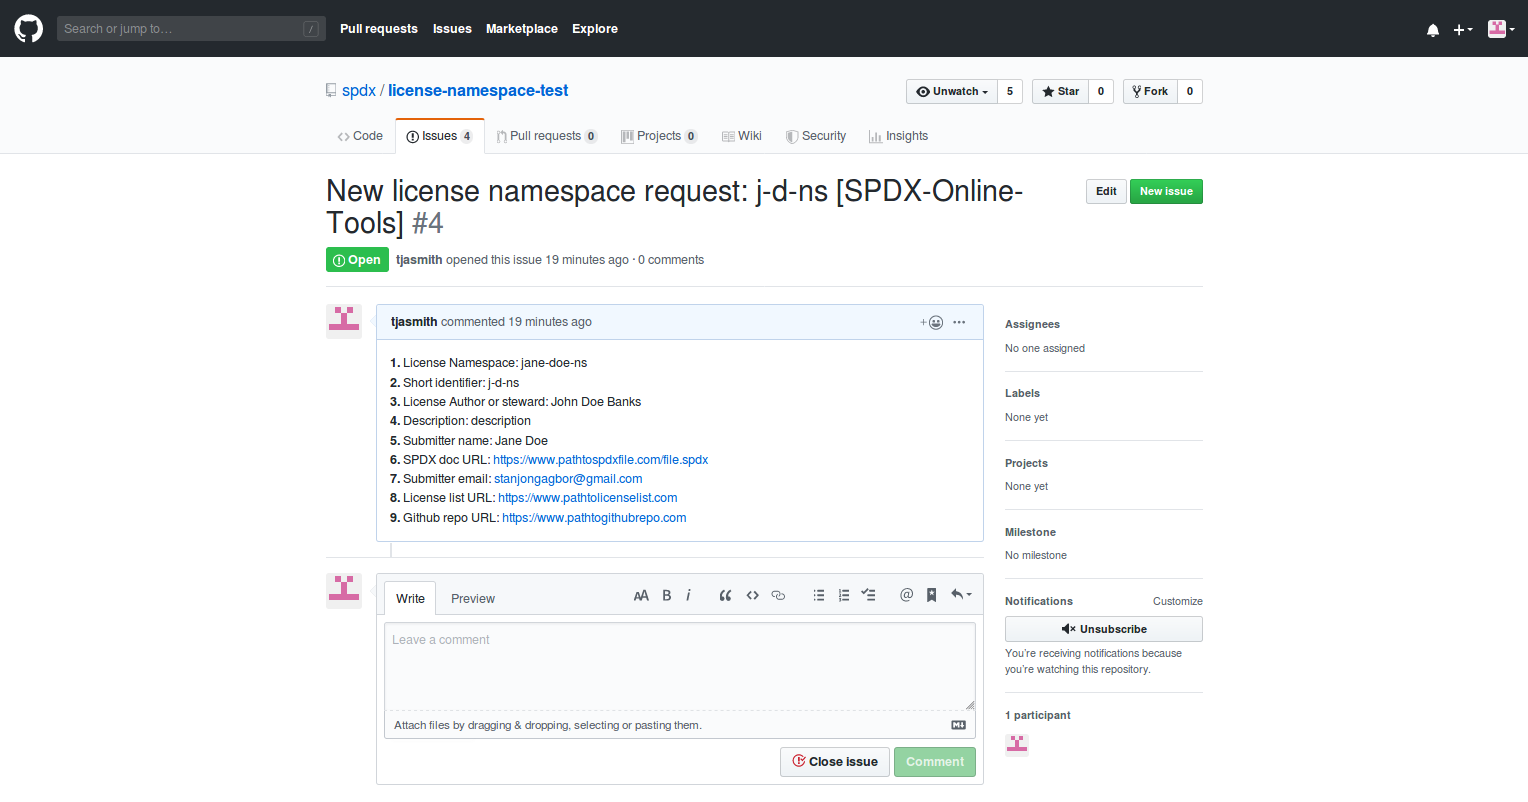 Search or jump to... /
Pull requests Issues Marketplace Explore
spdx / license-namespace-test
Unwatch 5 Star 0 Fork 0
Code Issues 4 Pull requests 0 Projects 0 Wiki Security Insights
New license namespace request: j-d-ns [SPDX-Online-
Tools] #4
Edit New issue
Open tjasmith opened this issue 19 minutes ago · 0 comments
tjasmith commented 19 minutes ago
1. License Namespace: jane-doe-ns
2. Short identifier: j-d-ns
3. License Author or steward: John Doe Banks
4. Description: description
5. Submitter name: Jane Doe
6. SPDX doc URL: https://www.pathtospdxfile.com/file.spdx
7. Submitter email: stanjongagbor@gmail.com
8. License list URL: https://www.pathtolicenselist.com
9. Github repo URL: https://www.pathtogithubrepo.com
Write Preview
Leave a comment
Attach files by dragging & dropping, selecting or pasting them.
Close issue Comment
Assignees
No one assigned
Labels
None yet
Projects
None yet
Milestone
No milestone
Notifications Customize
Unsubscribe
You're receiving notifications because
you're watching this repository.
1 participant